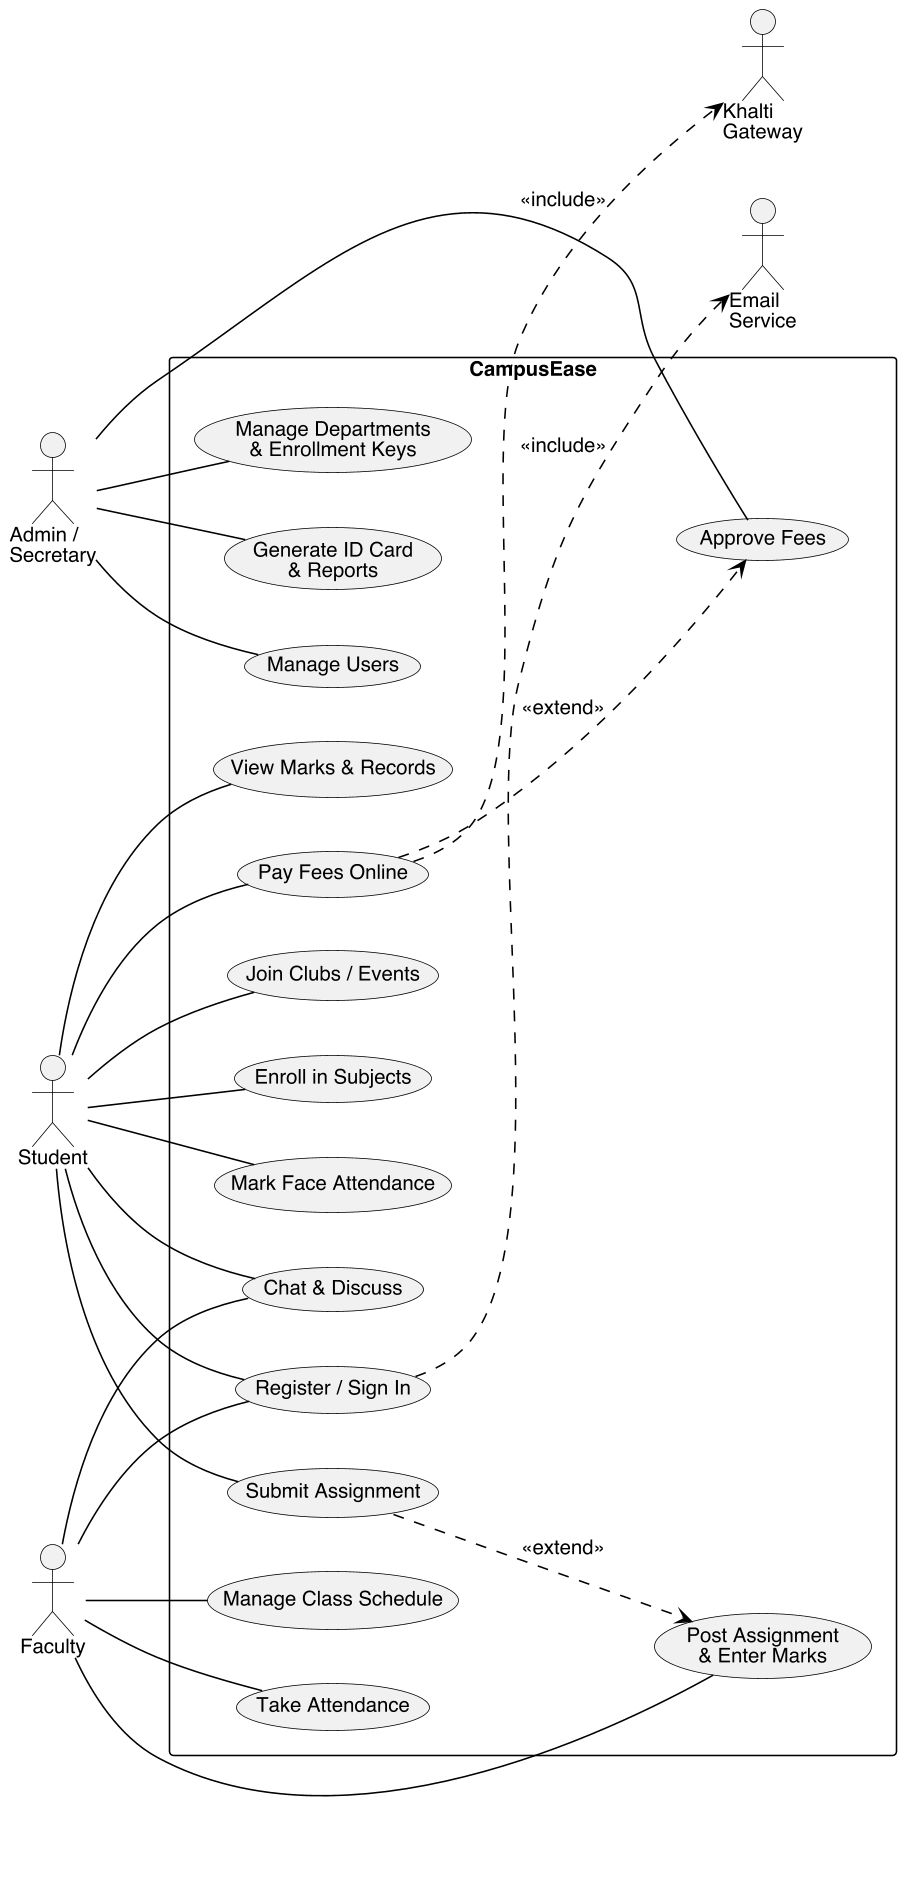 Khalti
Gateway
«include»
Email
Service
CampusEase
Manage Departments
& Enrollment Keys
«include»
Admin /
Secretary
Approve Fees
Generate ID Card
& Reports
Manage Users
«extend»
View Marks & Records
Pay Fees Online
Join Clubs / Events
Enroll in Subjects
Student
Mark Face Attendance
Chat & Discuss
Register / Sign In
Submit Assignment
«extend»
Manage Class Schedule
Faculty
Post Assignment
& Enter Marks
Take Attendance